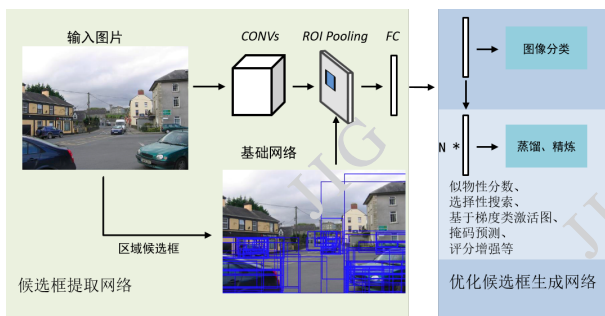 输入图片
CONVs
ROI Pooling
FC
基础网络
区域候选框
候选框提取网络
图像分类
N *
蒸馏、精炼
似物性分数、
选择性搜索、
基于梯度类激活图、
掩码预测、
评分增强等
优化候选框生成网络
JIG
JIG